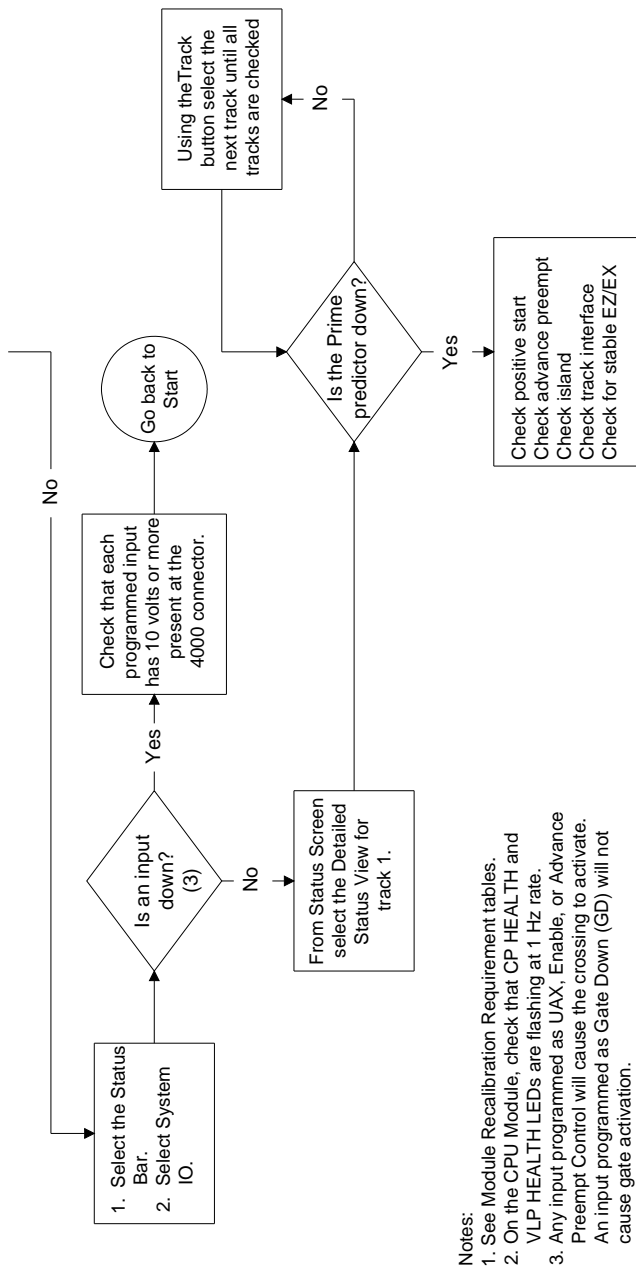 No
1. Select the Status
Bar.
2. Select System
IO.
Is an input
down?
(3)
Yes
Check that each
programmed input
has 10 volts or more
present at the
4000 connector.
Go back to
Start
No
From Status Screen
select the Detailed
Status View for
track 1.
Is the Prime
predictor down?
No
Using theTrack
button select the
next track until all
tracks are checked
Yes
Check positive start
Check advance preempt
Check island
Check track interface
Check for stable EZ/EX
Notes:
1. See Module Recalibration Requirement tables.
2. On the CPU Module, check that CP HEALTH and
VLP HEALTH LEDs are flashing at 1 Hz rate.
3. Any input programmed as UAX, Enable, or Advance
Preempt Control will cause the crossing to activate.
An input programmed as Gate Down (GD) will not
cause gate activation.